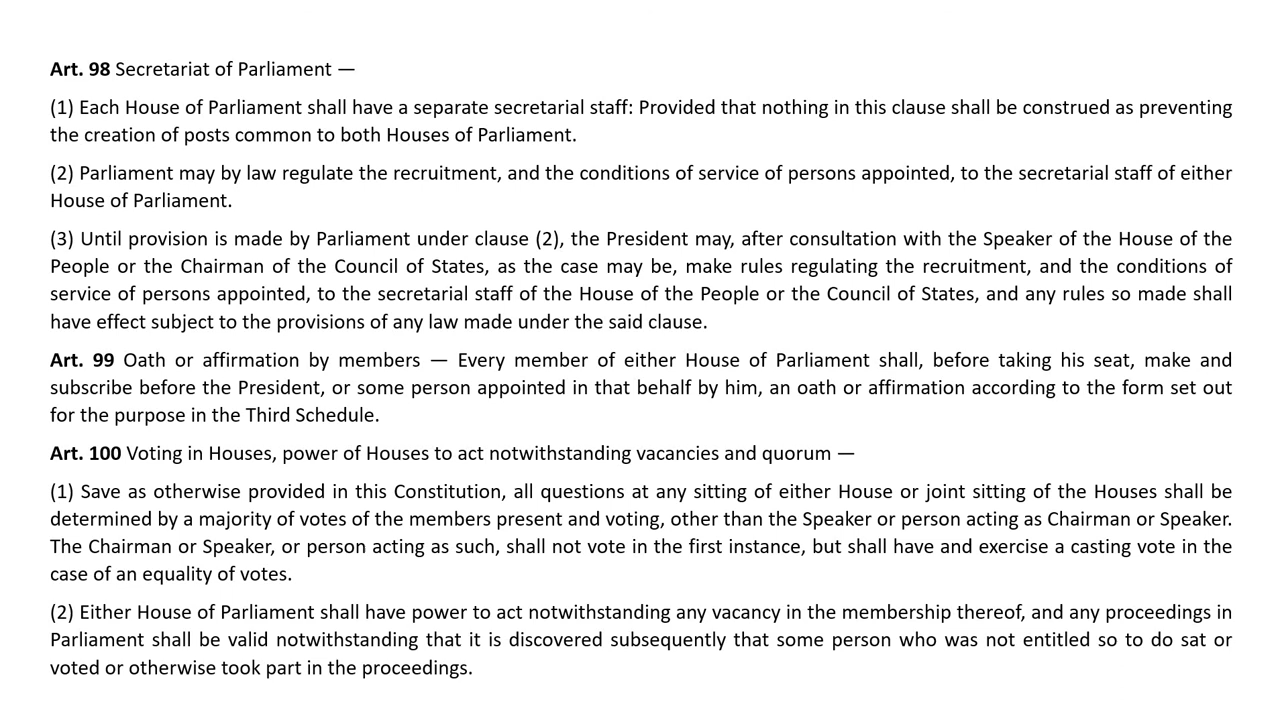 Art. 98 Secretariat of Parliament —
(1) Each House of Parliament shall have a separate secretarial staff: Provided that nothing in this clause shall be construed as preventing
the creation of posts common to both Houses of Parliament.
(2) Parliament may by law regulate the recruitment, and the conditions of service of persons appointed, to the secretarial staff of either
House of Parliament.
(3) Until provision is made by Parliament under clause (2), the President may, after consultation with the Speaker of the House of the
People or the Chairman of the Council of States, as the case may be, make rules regulating the recruitment, and the conditions of
service of persons appointed, to the secretarial staff of the House of the People or the Council of States, and any rules so made shall
have effect subject to the provisions of any law made under the said clause.
Art. 99 Oath or affirmation by members — Every member of either House of Parliament shall, before taking his seat, make and
subscribe before the President, or some person appointed in that behalf by him, an oath or affirmation according to the form set out
for the purpose in the Third Schedule.
Art. 100 Voting in Houses, power of Houses to act notwithstanding vacancies and quorum —
(1) Save as otherwise provided in this Constitution, all questions at any sitting of either House or joint sitting of the Houses shall be
determined by a majority of votes of the members present and voting, other than the Speaker or person acting as Chairman or Speaker.
The Chairman or Speaker, or person acting as such, shall not vote in the first instance, but shall have and exercise a casting vote in the
case of an equality of votes.
(2) Either House of Parliament shall have power to act notwithstanding any vacancy in the membership thereof, and any proceedings in
Parliament shall be valid notwithstanding that it is discovered subsequently that some person who was not entitled so to do sat or
voted or otherwise took part in the proceedings.